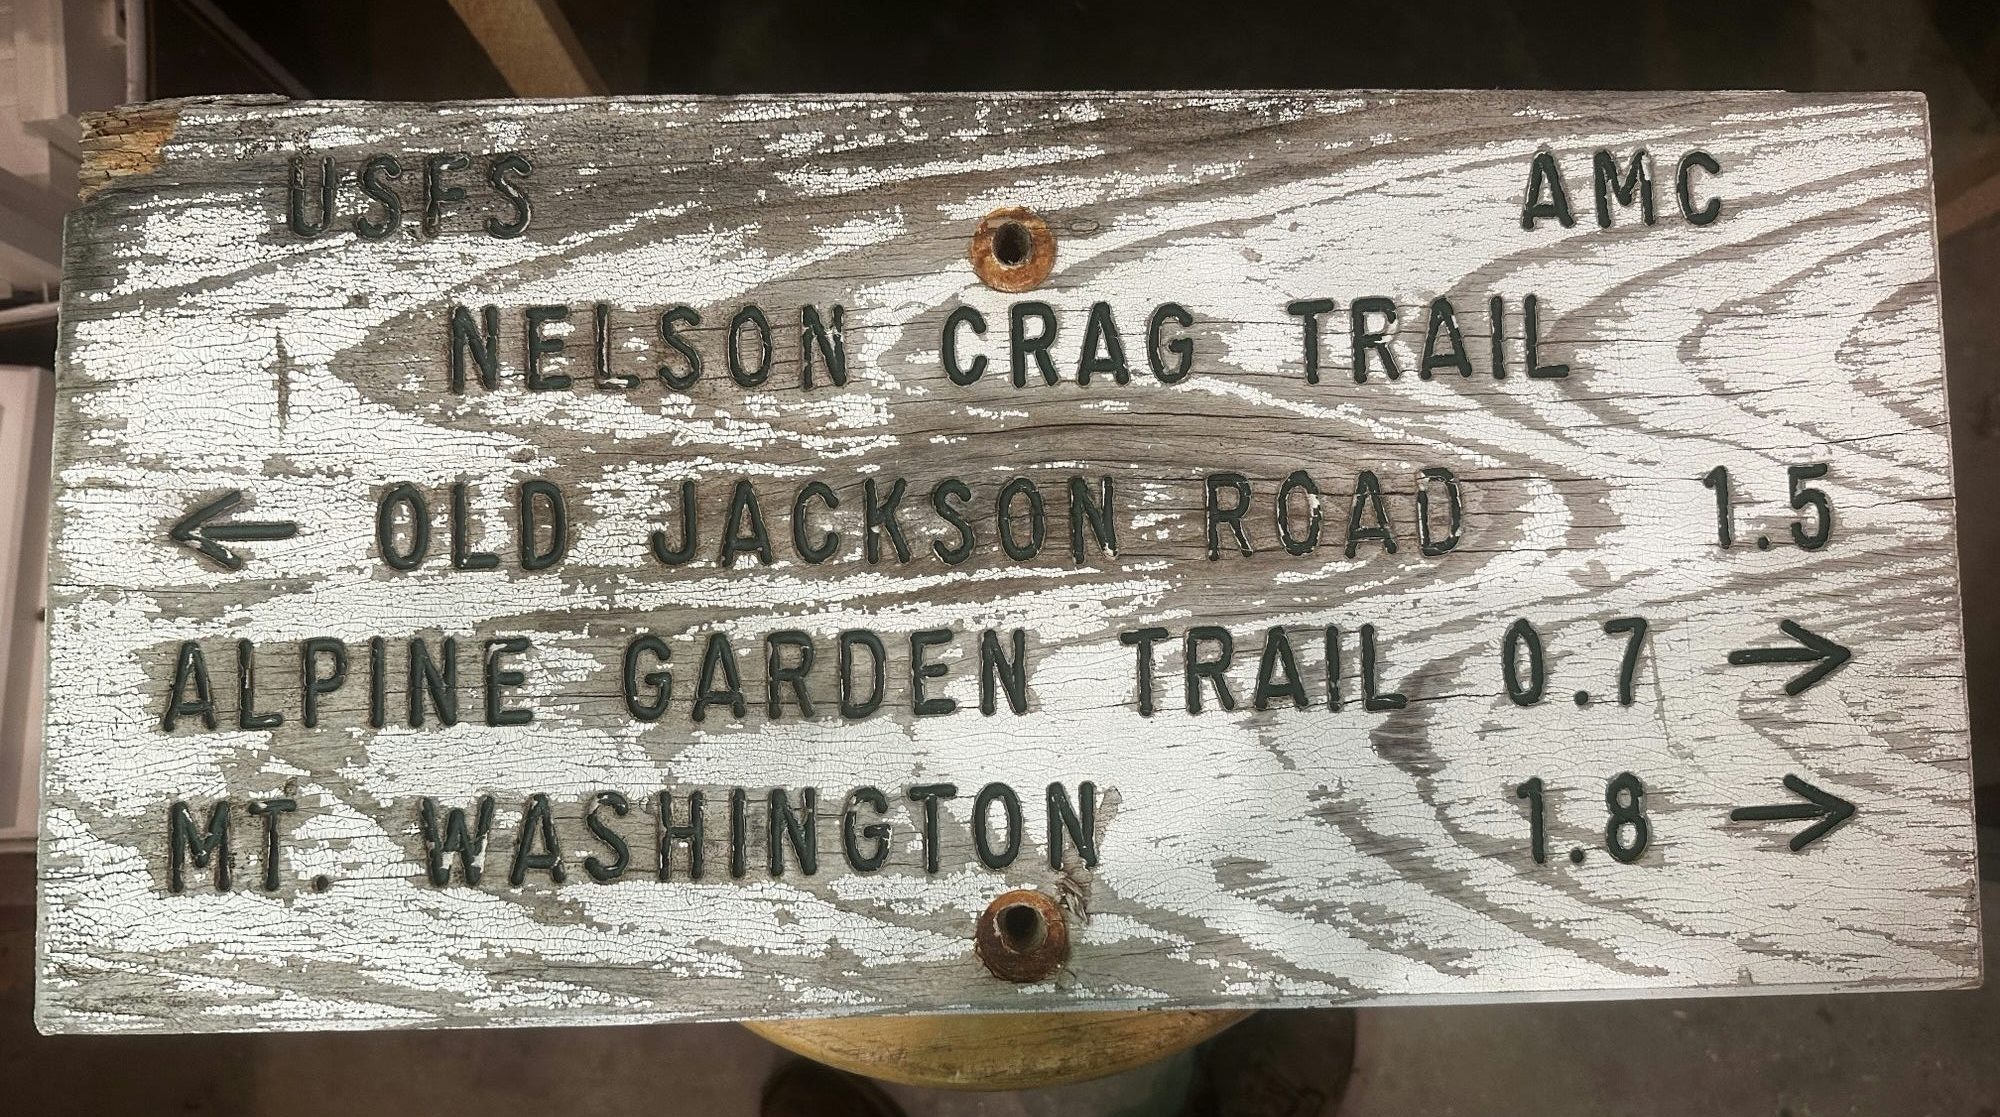 USFS AMC
NELSON CRAG TRAIL
← OLD JACKSON ROAD 1.5
ALPINE GARDEN TRAIL 0.7 →
MT. WASHINGTON 1.8 →